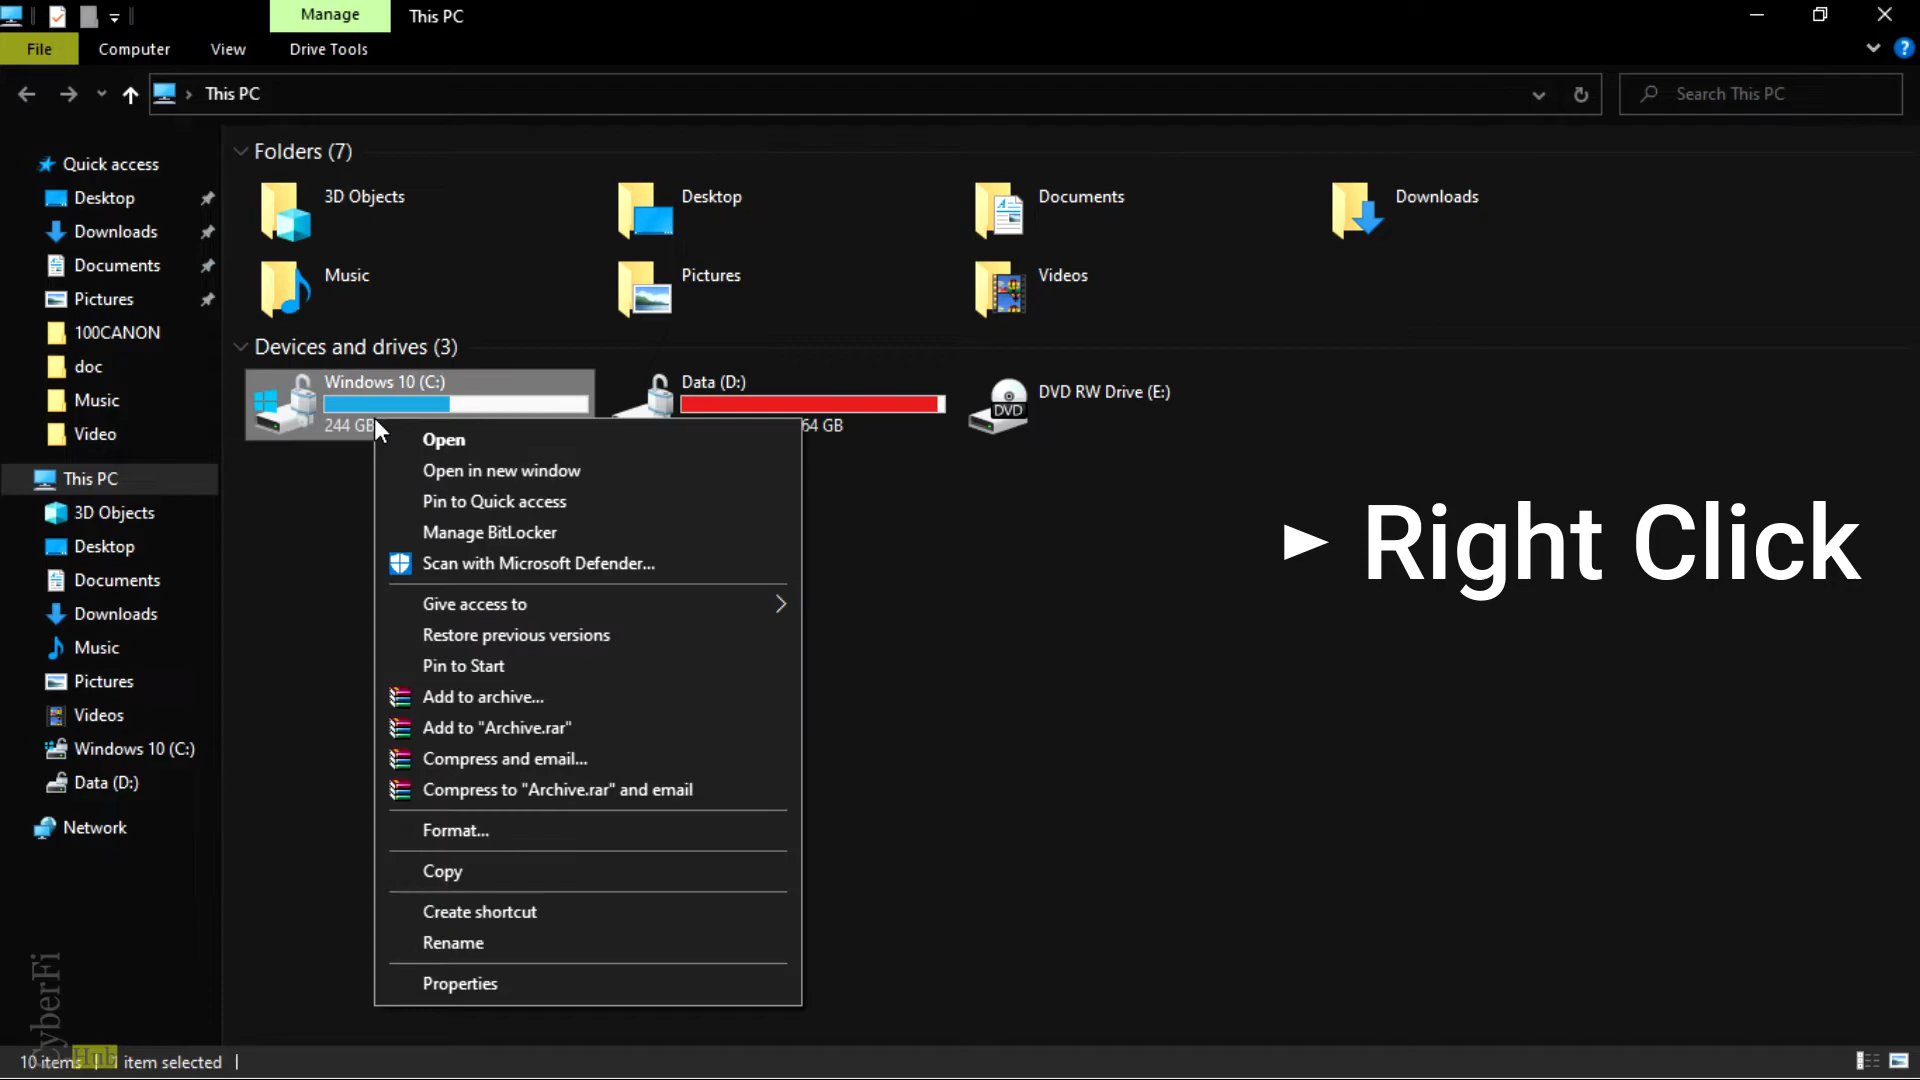 Manage
This PC
File
Computer
View
Drive Tools
This PC
Search This PC
Quick access
Desktop
Downloads
Documents
Pictures
100CANON
doc
Music
Video
This PC
3D Objects
Desktop
Documents
Downloads
Music
Pictures
Videos
Windows 10 (C:)
Data (D:)
Network
Folders (7)
3D Objects
Desktop
Documents
Downloads
Music
Pictures
Videos
Devices and drives (3)
Windows 10 (C:)
244 GB
Data (D:)
64 GB
DVD RW Drive (E:)
DVD
Open
Open in new window
Pin to Quick access
Manage BitLocker
Scan with Microsoft Defender...
Give access to
Restore previous versions
Pin to Start
Add to archive...
Add to "Archive.rar"
Compress and email...
Compress to "Archive.rar" and email
Format...
Copy
Create shortcut
Rename
Properties
Right Click
CyberFi
Hub
10 items
1 item selected